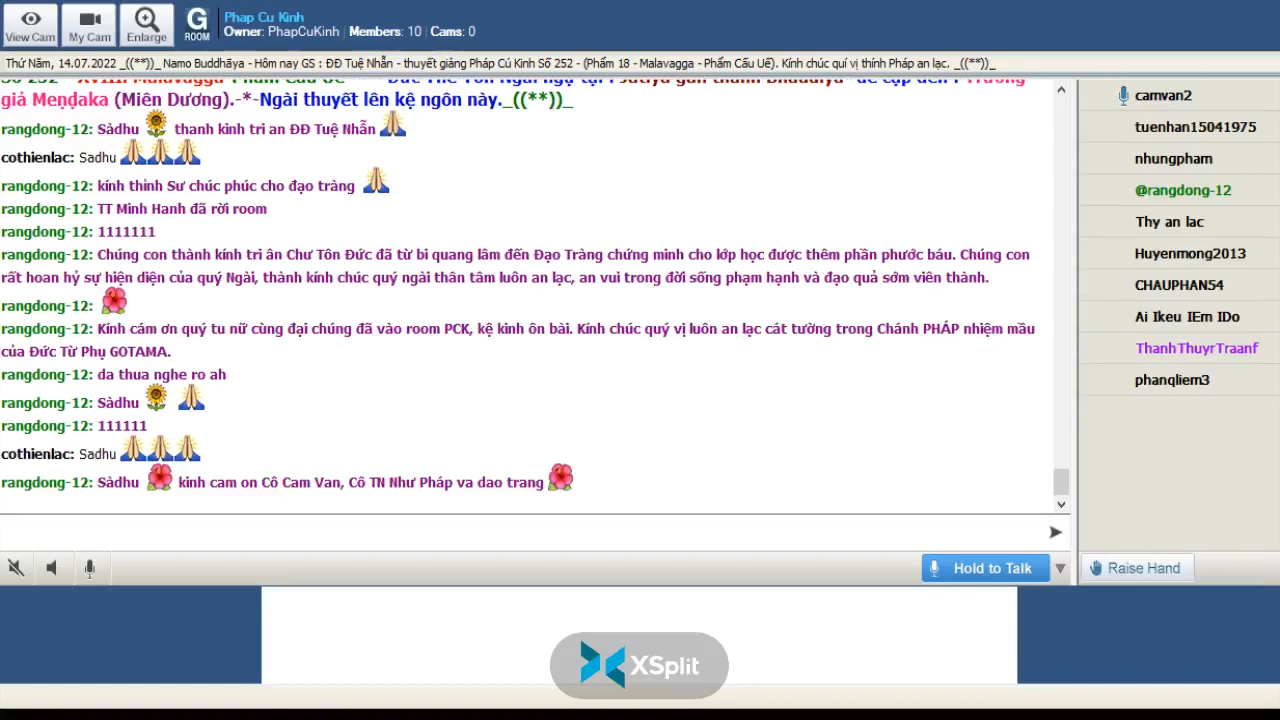 View Cam
My Cam
Enlarge
G
ROOM
Phap Cu Kinh
Owner: PhapCuKinh | Members: 10 | Cams: 0
Thứ Năm, 14.07.2022 _((**))_ Namo Buddhāya - Hôm nay GS : ĐĐ Tuệ Nhẫn - thuyết giảng Pháp Cú Kinh Số 252 - (Phẩm 18 - Malavagga - Phẩm Cấu Uế). Kính chúc quí vị thính Pháp an lạc. _((**))_
giả Meṇḍaka (Miên Dương).-*-Ngài thuyết lên kệ ngôn này._((**))_
rangdong-12: Sàdhu thanh kinh tri an ĐĐ Tuệ Nhẫn
cothienlac: Sadhu
rangdong-12: kính thỉnh Sư chúc phúc cho đạo tràng
rangdong-12: TT Minh Hanh đã rời room
rangdong-12: 1111111
rangdong-12: Chúng con thành kính tri ân Chư Tôn Đức đã từ bi quang lâm đến Đạo Tràng chứng minh cho lớp học được thêm phần phước báu. Chúng con
rất hoan hỷ sự hiện diện của quý Ngài, thành kính chúc quý ngài thân tâm luôn an lạc, an vui trong đời sống phạm hạnh và đạo quả sớm viên thành.
rangdong-12:
rangdong-12: Kính cám ơn quý tu nữ cùng đại chúng đã vào room PCK, kệ kinh ôn bài. Kính chúc quý vị luôn an lạc cát tường trong Chánh PHÁP nhiệm mầu
của Đức Từ Phụ GOTAMA.
rangdong-12: da thua nghe ro ah
rangdong-12: Sàdhu
rangdong-12: 111111
cothienlac: Sadhu
rangdong-12: Sàdhu kinh cam on Cô Cam Van, Cô TN Như Pháp va dao trang
camvan2
tuenhan15041975
nhungpham
@rangdong-12
Thy an lac
Huyenmong2013
CHAUPHAN54
Ai Ikeu IEm IDo
ThanhThuyrTraanf
phanqliem3
Hold to Talk
Raise Hand
XSplit